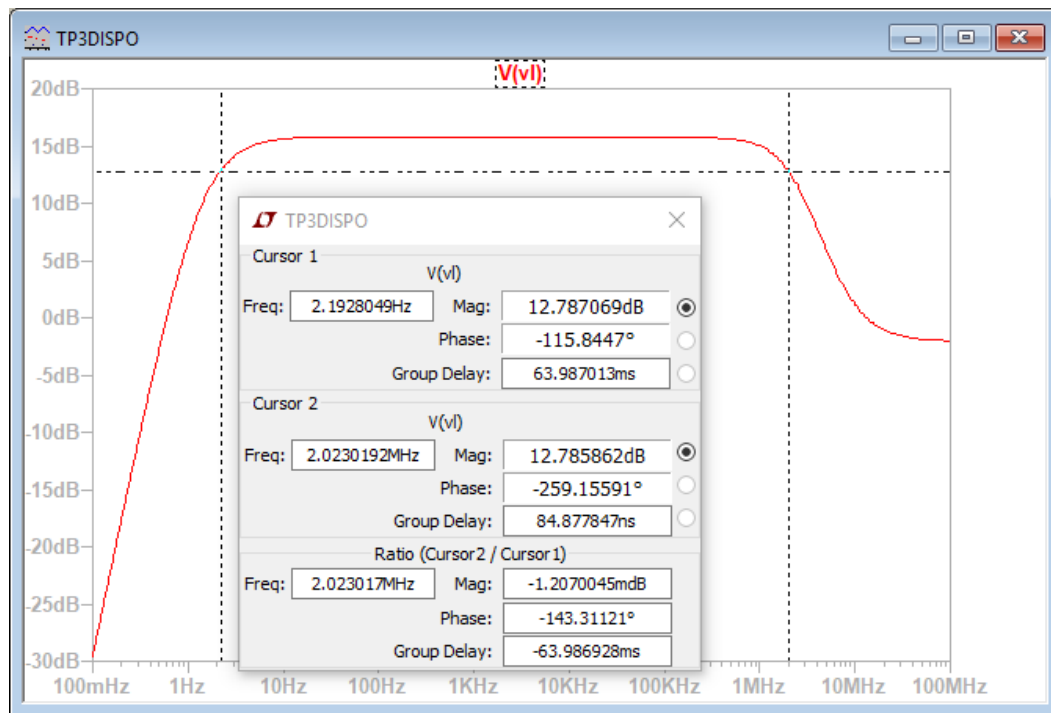 TP3DISPO
V(vl)
20dB
15dB
10dB
5dB
0dB
-5dB
-10dB
-15dB
-20dB
-25dB
-30dB
100mHz 1Hz 10Hz 100Hz 1KHz 10KHz 100KHz 1MHz 10MHz 100MHz
TP3DISPO
Cursor 1
V(vl)
Freq: 2.1928049Hz Mag: 12.787069dB
Phase: -115.8447°
Group Delay: 63.987013ms
Cursor 2
V(vl)
Freq: 2.0230192MHz Mag: 12.785862dB
Phase: -259.15591°
Group Delay: 84.877847ns
Ratio (Cursor2 / Cursor1)
Freq: 2.023017MHz Mag: -1.2070045mdB
Phase: -143.31121°
Group Delay: -63.986928ms